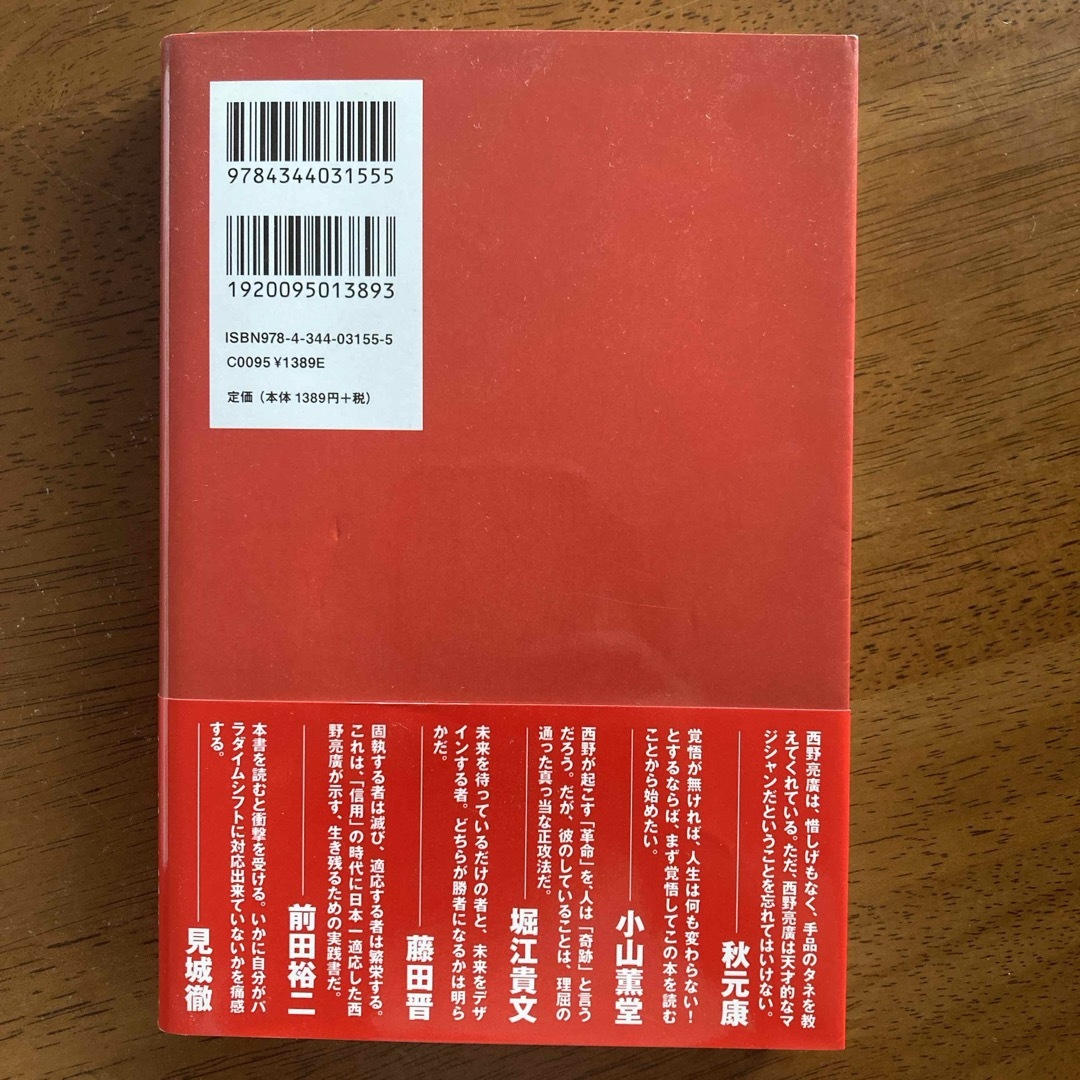 9784344031555
1920095013893
ISBN978-4-344-03155-5
C0095 ¥1389E
定価（本体 1389円＋税）
西野亮廣は、惜しげもなく、手品のタネを教
えてくれている。ただ、西野亮廣は天才的なマ
ジシャンだということを忘れてはいけない。
秋元康
覚悟が無ければ、人生は何も変わらない！
とするならば、まず覚悟してこの本を読む
ことから始めたい。
小山薫堂
西野が起こす「革命」を、人は「奇跡」と言う
だろう。だが、彼のしていることは、理屈の
通った真っ当な正攻法だ。
堀江貴文
未来を待っているだけの者と、未来をデザ
インする者。どちらが勝者になるかは明ら
かだ。
藤田晋
固執する者は滅び、適応する者は繁栄する。
これは、「信用」の時代に日本一適応した西
野亮廣が示す、生き残るための実践書だ。
前田裕二
本書を読むと衝撃を受ける。いかに自分がパ
ラダイムシフトに対応出来ていないかを痛感
する。
見城徹